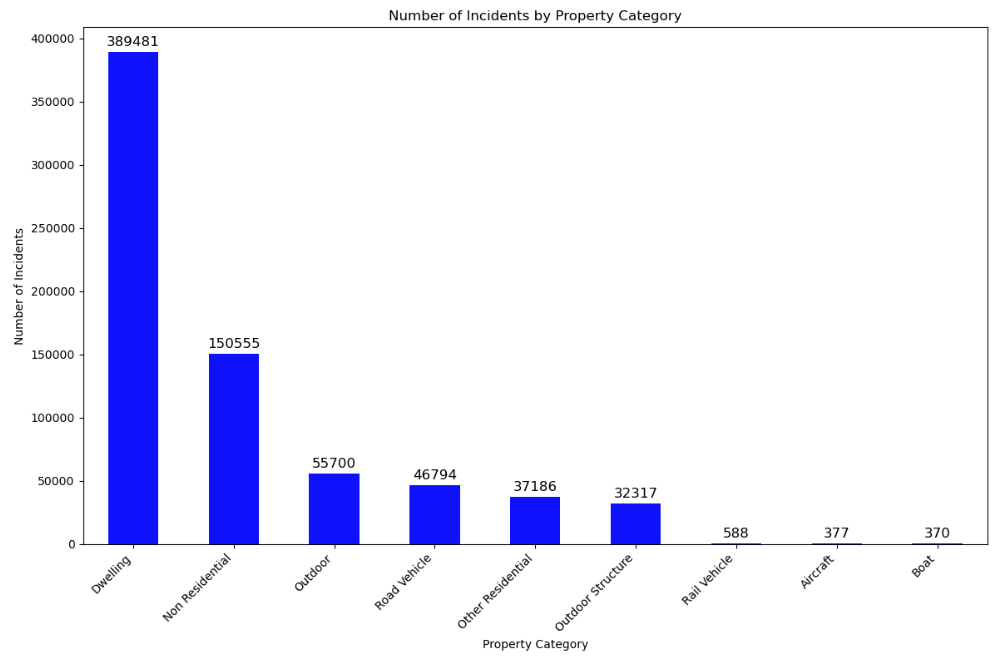 Number of Incidents by Property Category
Number of Incidents
400000
350000
300000
250000
200000
150000
100000
50000
0
389481
150555
55700
46794
37186
32317
588
377
370
Dwelling
Non Residential
Outdoor
Road Vehicle
Other Residential
Outdoor Structure
Rail Vehicle
Aircraft
Boat
Property Category